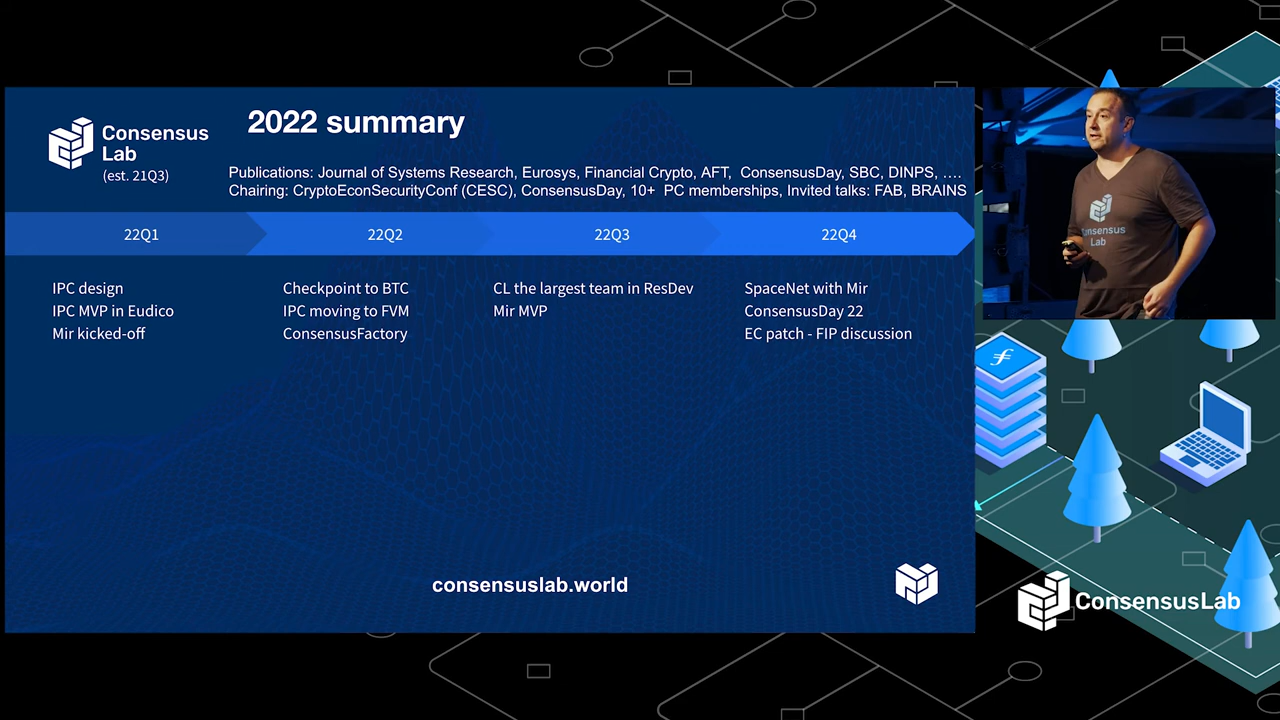 Consensus
Lab
(est. 21Q3)
2022 summary
Publications: Journal of Systems Research, Eurosys, Financial Crypto, AFT, ConsensusDay, SBC, DINPS, ….
Chairing: CryptoEconSecurityConf (CESC), ConsensusDay, 10+ PC memberships, Invited talks: FAB, BRAINS
22Q1
22Q2
22Q3
22Q4
IPC design
IPC MVP in Eudico
Mir kicked-off
Checkpoint to BTC
IPC moving to FVM
ConsensusFactory
CL the largest team in ResDev
Mir MVP
SpaceNet with Mir
ConsensusDay 22
EC patch - FIP discussion
consensuslab.world
Consensus
Lab
ConsensusLab